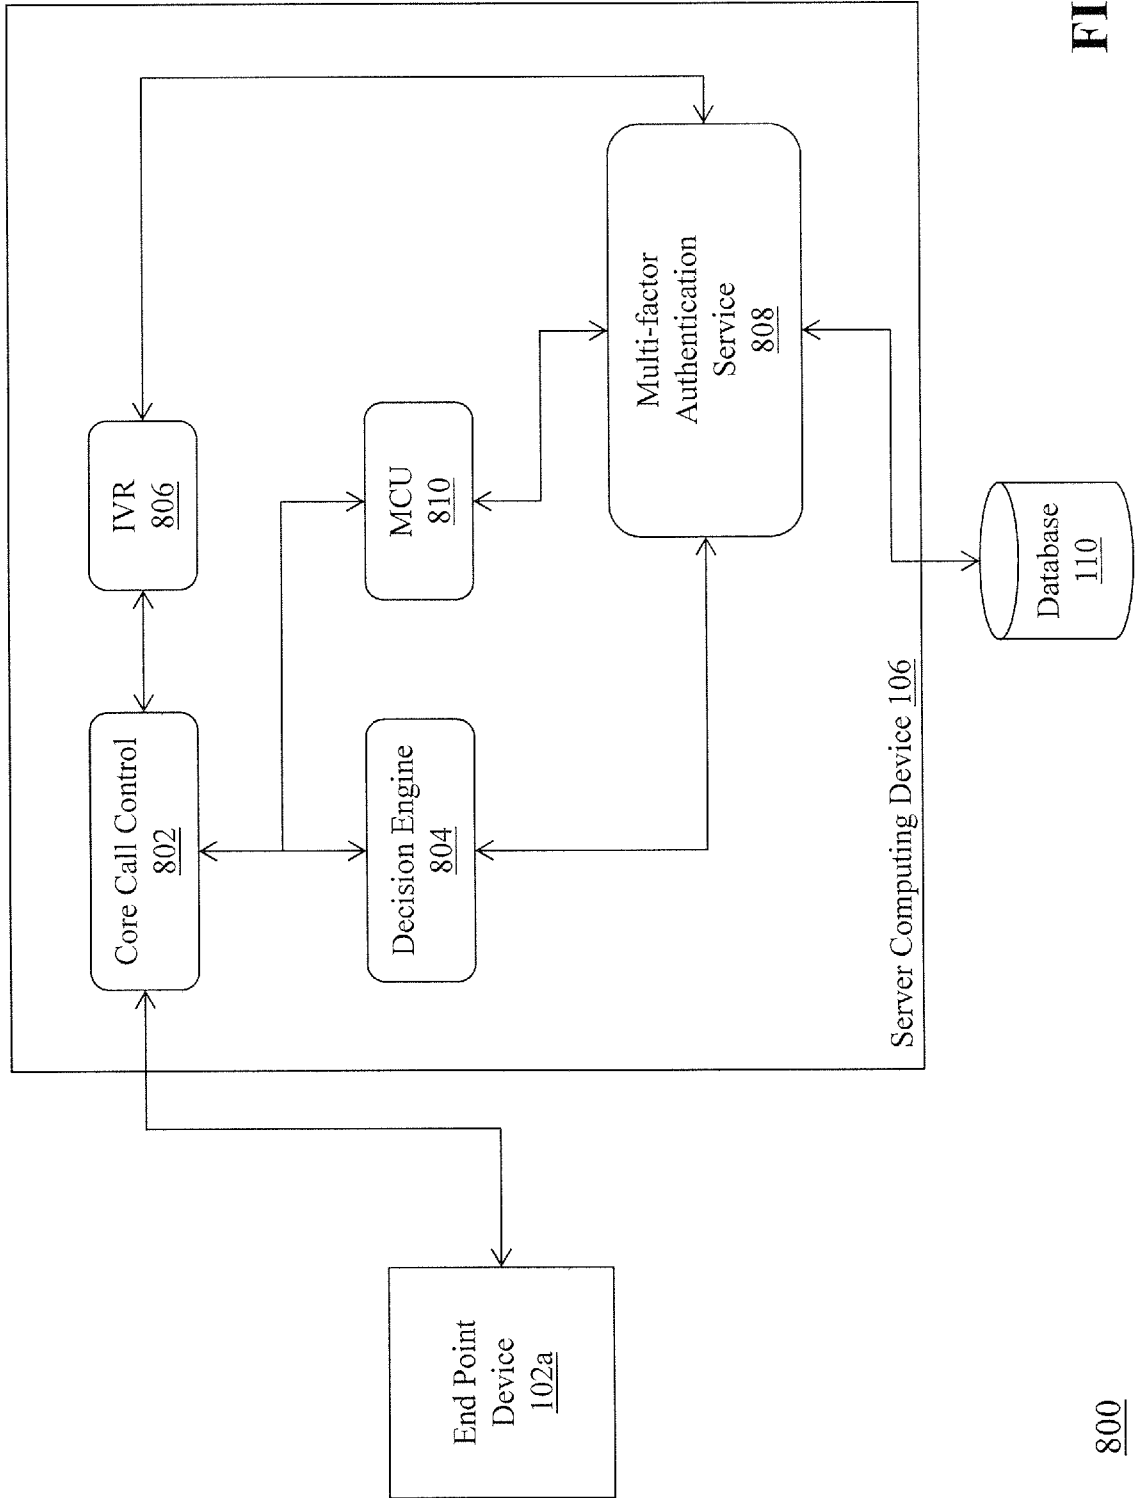 End Point
Device
102a
Core Call Control
802
IVR
806
Decision Engine
804
MCU
810
Multi-factor
Authentication
Service
808
Server Computing Device 106
Database
110
800
FI